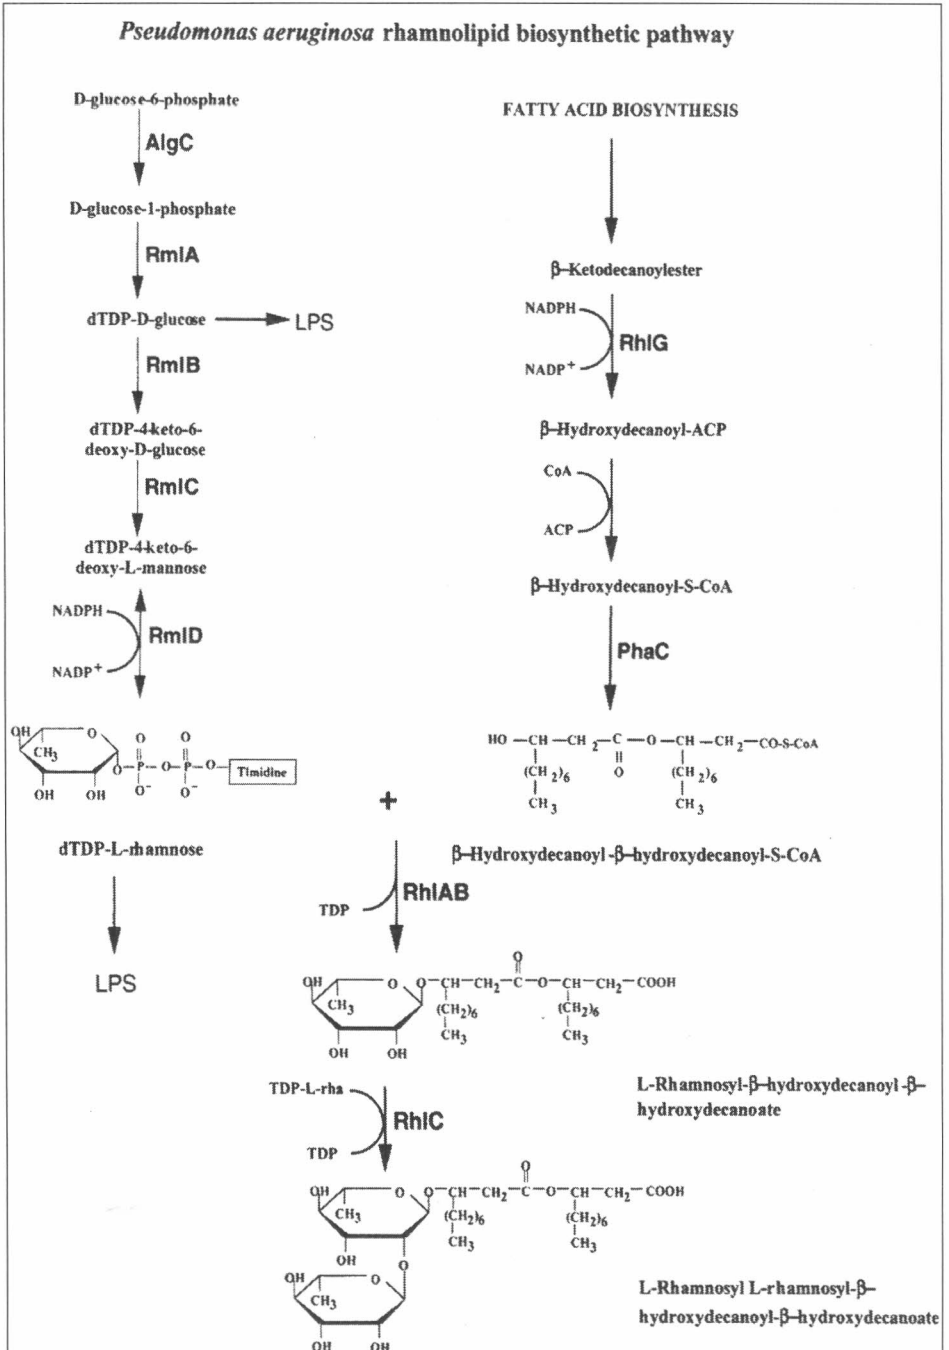 Pseudomonas aeruginosa rhamnolipid biosynthetic pathway
D-glucose-6-phosphate
AlgC
D-glucose-1-phosphate
RmlA
dTDP-D-glucose
LPS
RmlB
dTDP-4-keto-6-
deoxy-D-glucose
RmlC
dTDP-4-keto-6-
deoxy-L-mannose
NADPH
RmlD
NADP+
OH
O
CH3
OH
OH
O
O
P
O-
O
O
P
O-
O
Timidine
dTDP-L-rhamnose
LPS
FATTY ACID BIOSYNTHESIS
β-Ketodecanoylester
NADPH
RhlG
NADP+
β-Hydroxydecanoyl-ACP
CoA
ACP
β-Hydroxydecanoyl-S-CoA
PhaC
HO-CH-CH2-C-O-CH-CH2-CO-S-CoA
(CH2)6 O (CH2)6
CH3 CH3
+
β-Hydroxydecanoyl-β-hydroxydecanoyl-S-CoA
RhlAB
TDP
O
OH O O-CH-CH2-C-O-CH-CH2-COOH
CH3 (CH2)6 (CH2)6
CH3 CH3
OH OH
L-Rhamnosyl-β-hydroxydecanoyl-β-
hydroxydecanoate
TDP-L-rha
RhlC
TDP
O
OH O O-CH-CH2-C-O-CH-CH2-COOH
CH3 (CH2)6 (CH2)6
CH3 CH3
OH O
OH O
CH3
OH OH
L-Rhamnosyl L-rhamnosyl-β-
hydroxydecanoyl-β-hydroxydecanoate